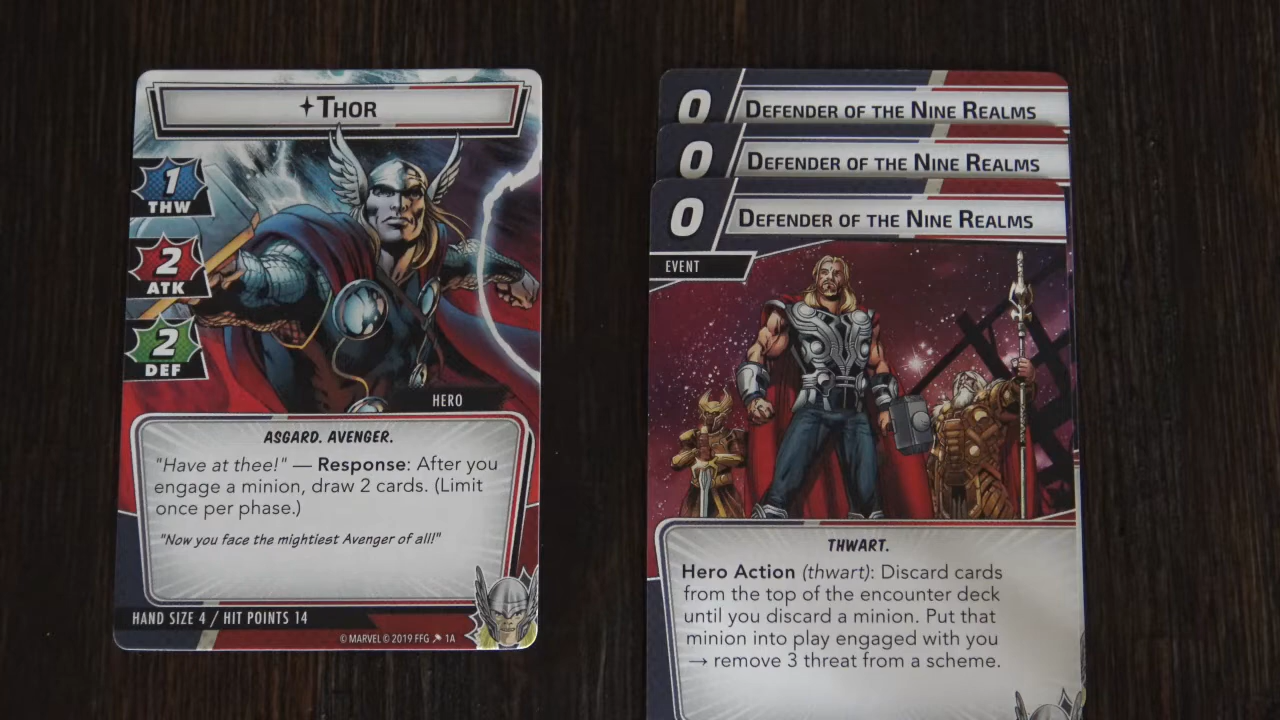 Thor
1
THW
2
ATK
2
DEF
HERO
ASGARD. AVENGER.
"Have at thee!" — Response: After you
engage a minion, draw 2 cards. (Limit
once per phase.)
"Now you face the mightiest Avenger of all!"
HAND SIZE 4 / HIT POINTS 14
© MARVEL © 2019 FFG 1A
0 Defender of the Nine Realms
0 Defender of the Nine Realms
0 Defender of the Nine Realms
EVENT
THWART.
Hero Action (thwart): Discard cards
from the top of the encounter deck
until you discard a minion. Put that
minion into play engaged with you
→ remove 3 threat from a scheme.